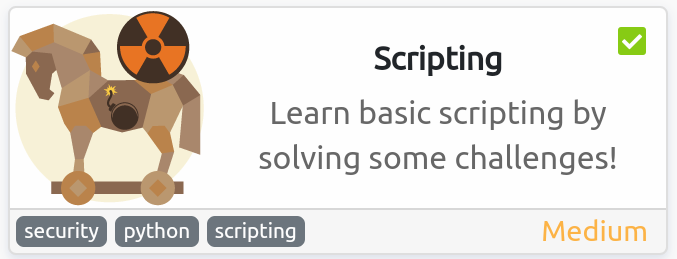 Scripting
Learn basic scripting by
solving some challenges!
security python scripting
Medium